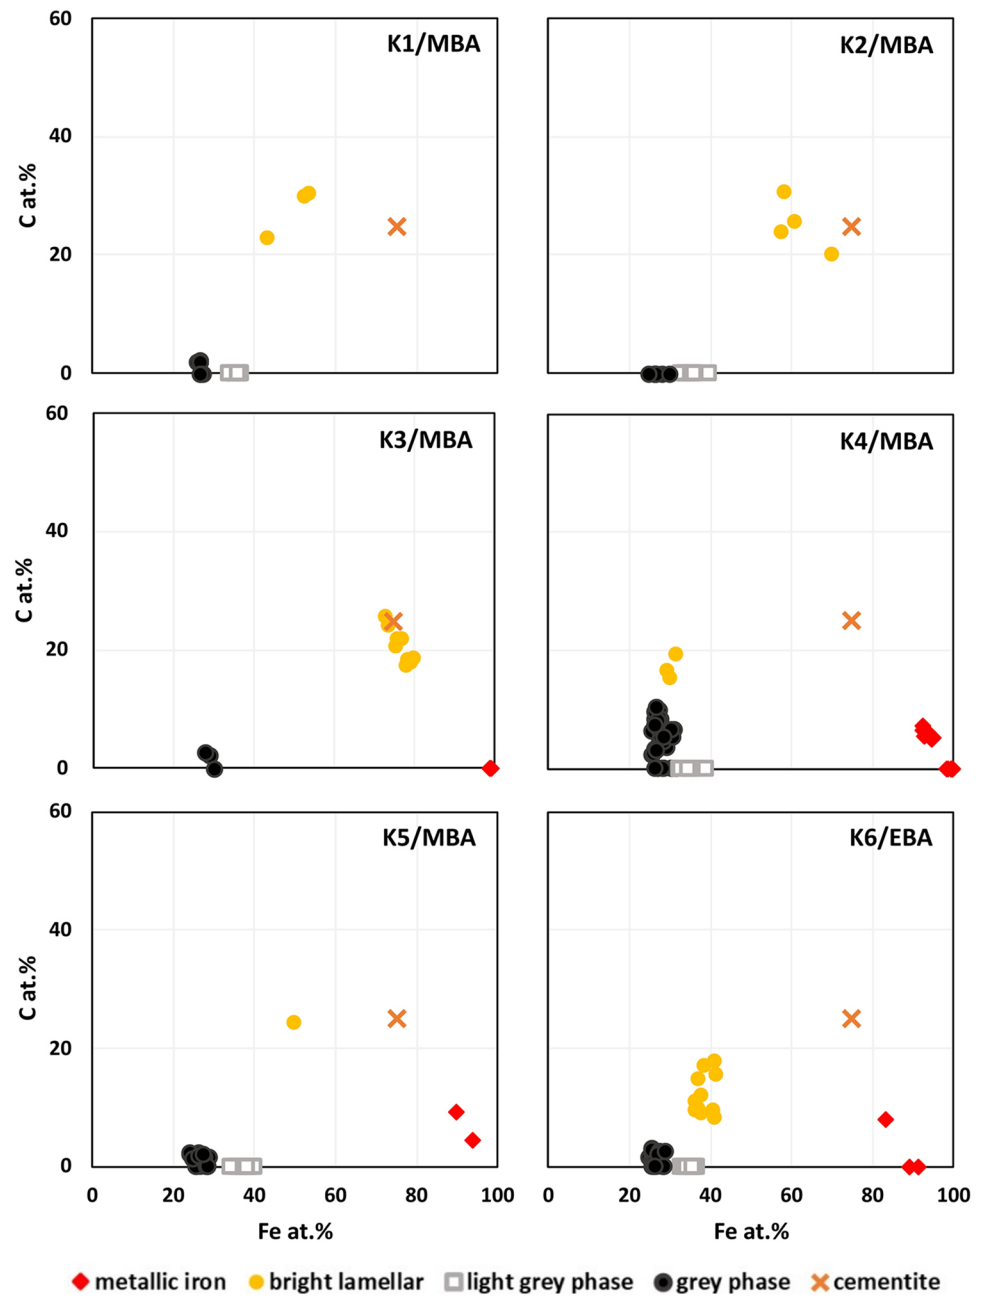 60
K1/MBA
K2/MBA
40
C at.%
20
0
60
K3/MBA
K4/MBA
40
C at.%
20
0
60
K5/MBA
K6/EBA
40
C at.%
20
0
0 20 40 60 80 100 0 20 40 60 80 100
Fe at.% Fe at.%
metallic iron bright lamellar light grey phase grey phase cementite